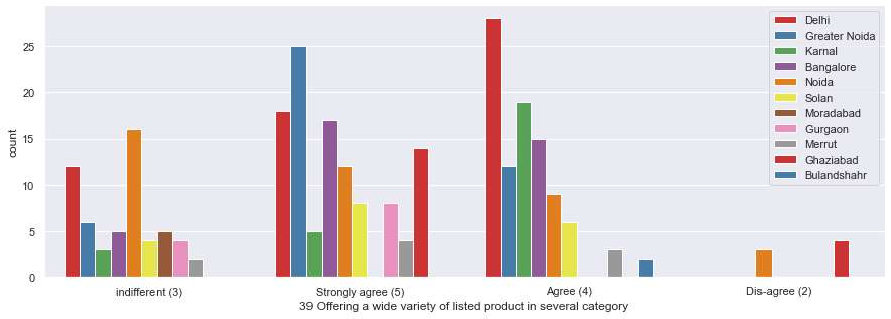 25
20
15
10
5
0
count
indifferent (3)
Strongly agree (5)
Agree (4)
Dis-agree (2)
39 Offering a wide variety of listed product in several category
Delhi
Greater Noida
Karnal
Bangalore
Noida
Solan
Moradabad
Gurgaon
Merrut
Ghaziabad
Bulandshahr